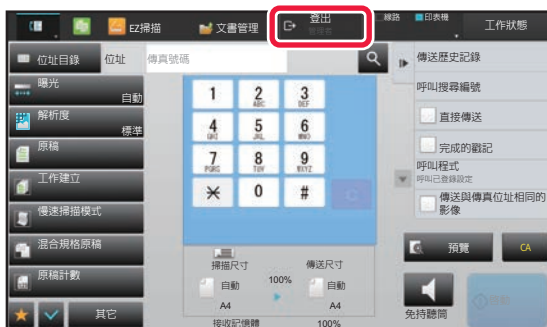 EZ掃描
文書管理
登出
線路
印表機
工作狀態
位址目錄
位址
傳真號碼
曝光
自動
解析度
標準
原稿
工作建立
慢速掃描模式
混合規格原稿
原稿計數
其它
1
2
ABC
3
DEF
4
GHI
5
JKL
6
MNO
7
PQRS
8
TUV
9
WXYZ
0
#
掃描尺寸
傳送尺寸
自動
100%
自動
A4
A4
接收記憶體
100%
傳送歷史記錄
呼叫搜尋編號
直接傳送
完成的戳記
呼叫程式
呼叫已登錄設定
傳送與傳真位址相同的
影像
預覽
CA
免持聽筒
自動